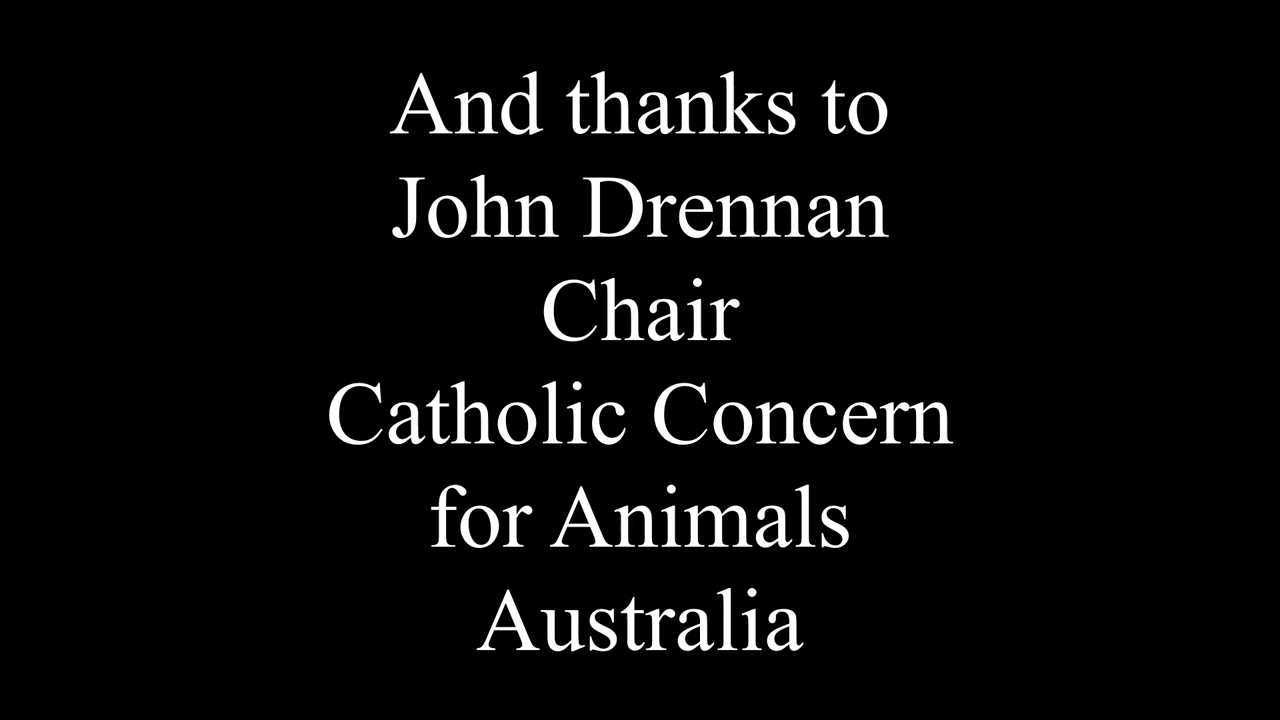 And thanks to
John Drennan
Chair
Catholic Concern
for Animals
Australia